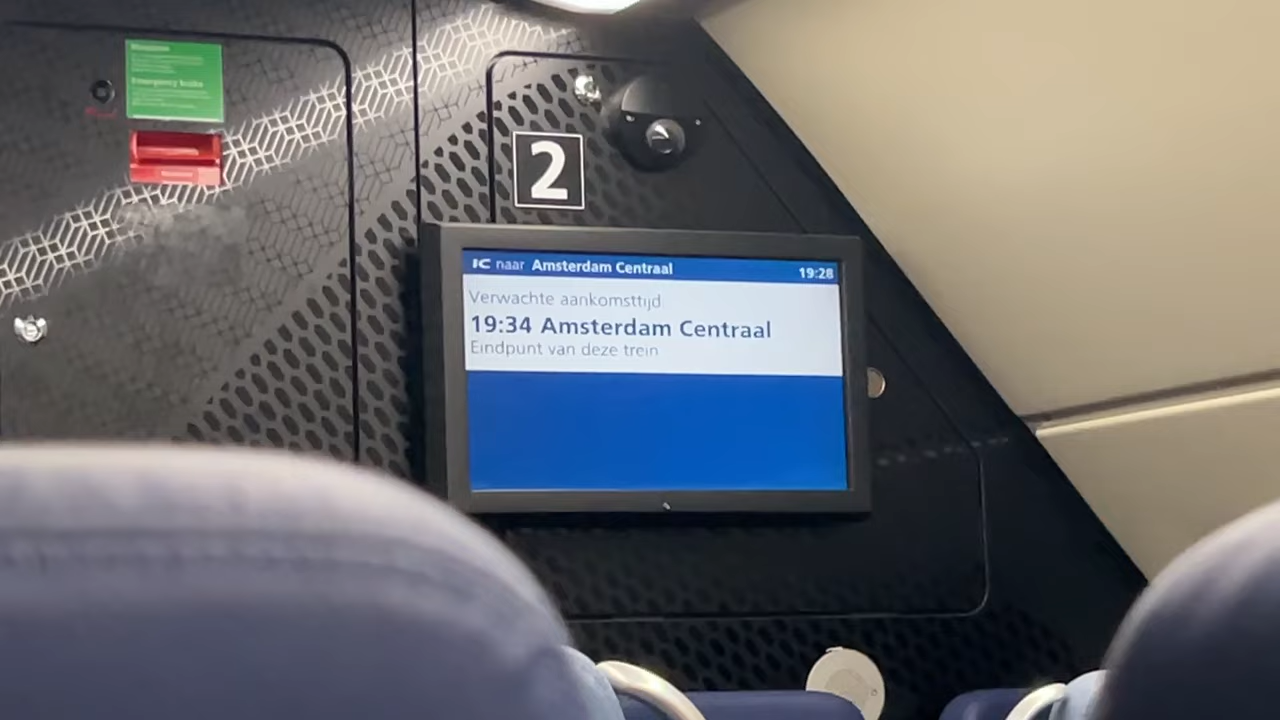 Emergency brake
2
IC naar Amsterdam Centraal 19:28
Verwachte aankomsttijd
19:34 Amsterdam Centraal
Eindpunt van deze trein